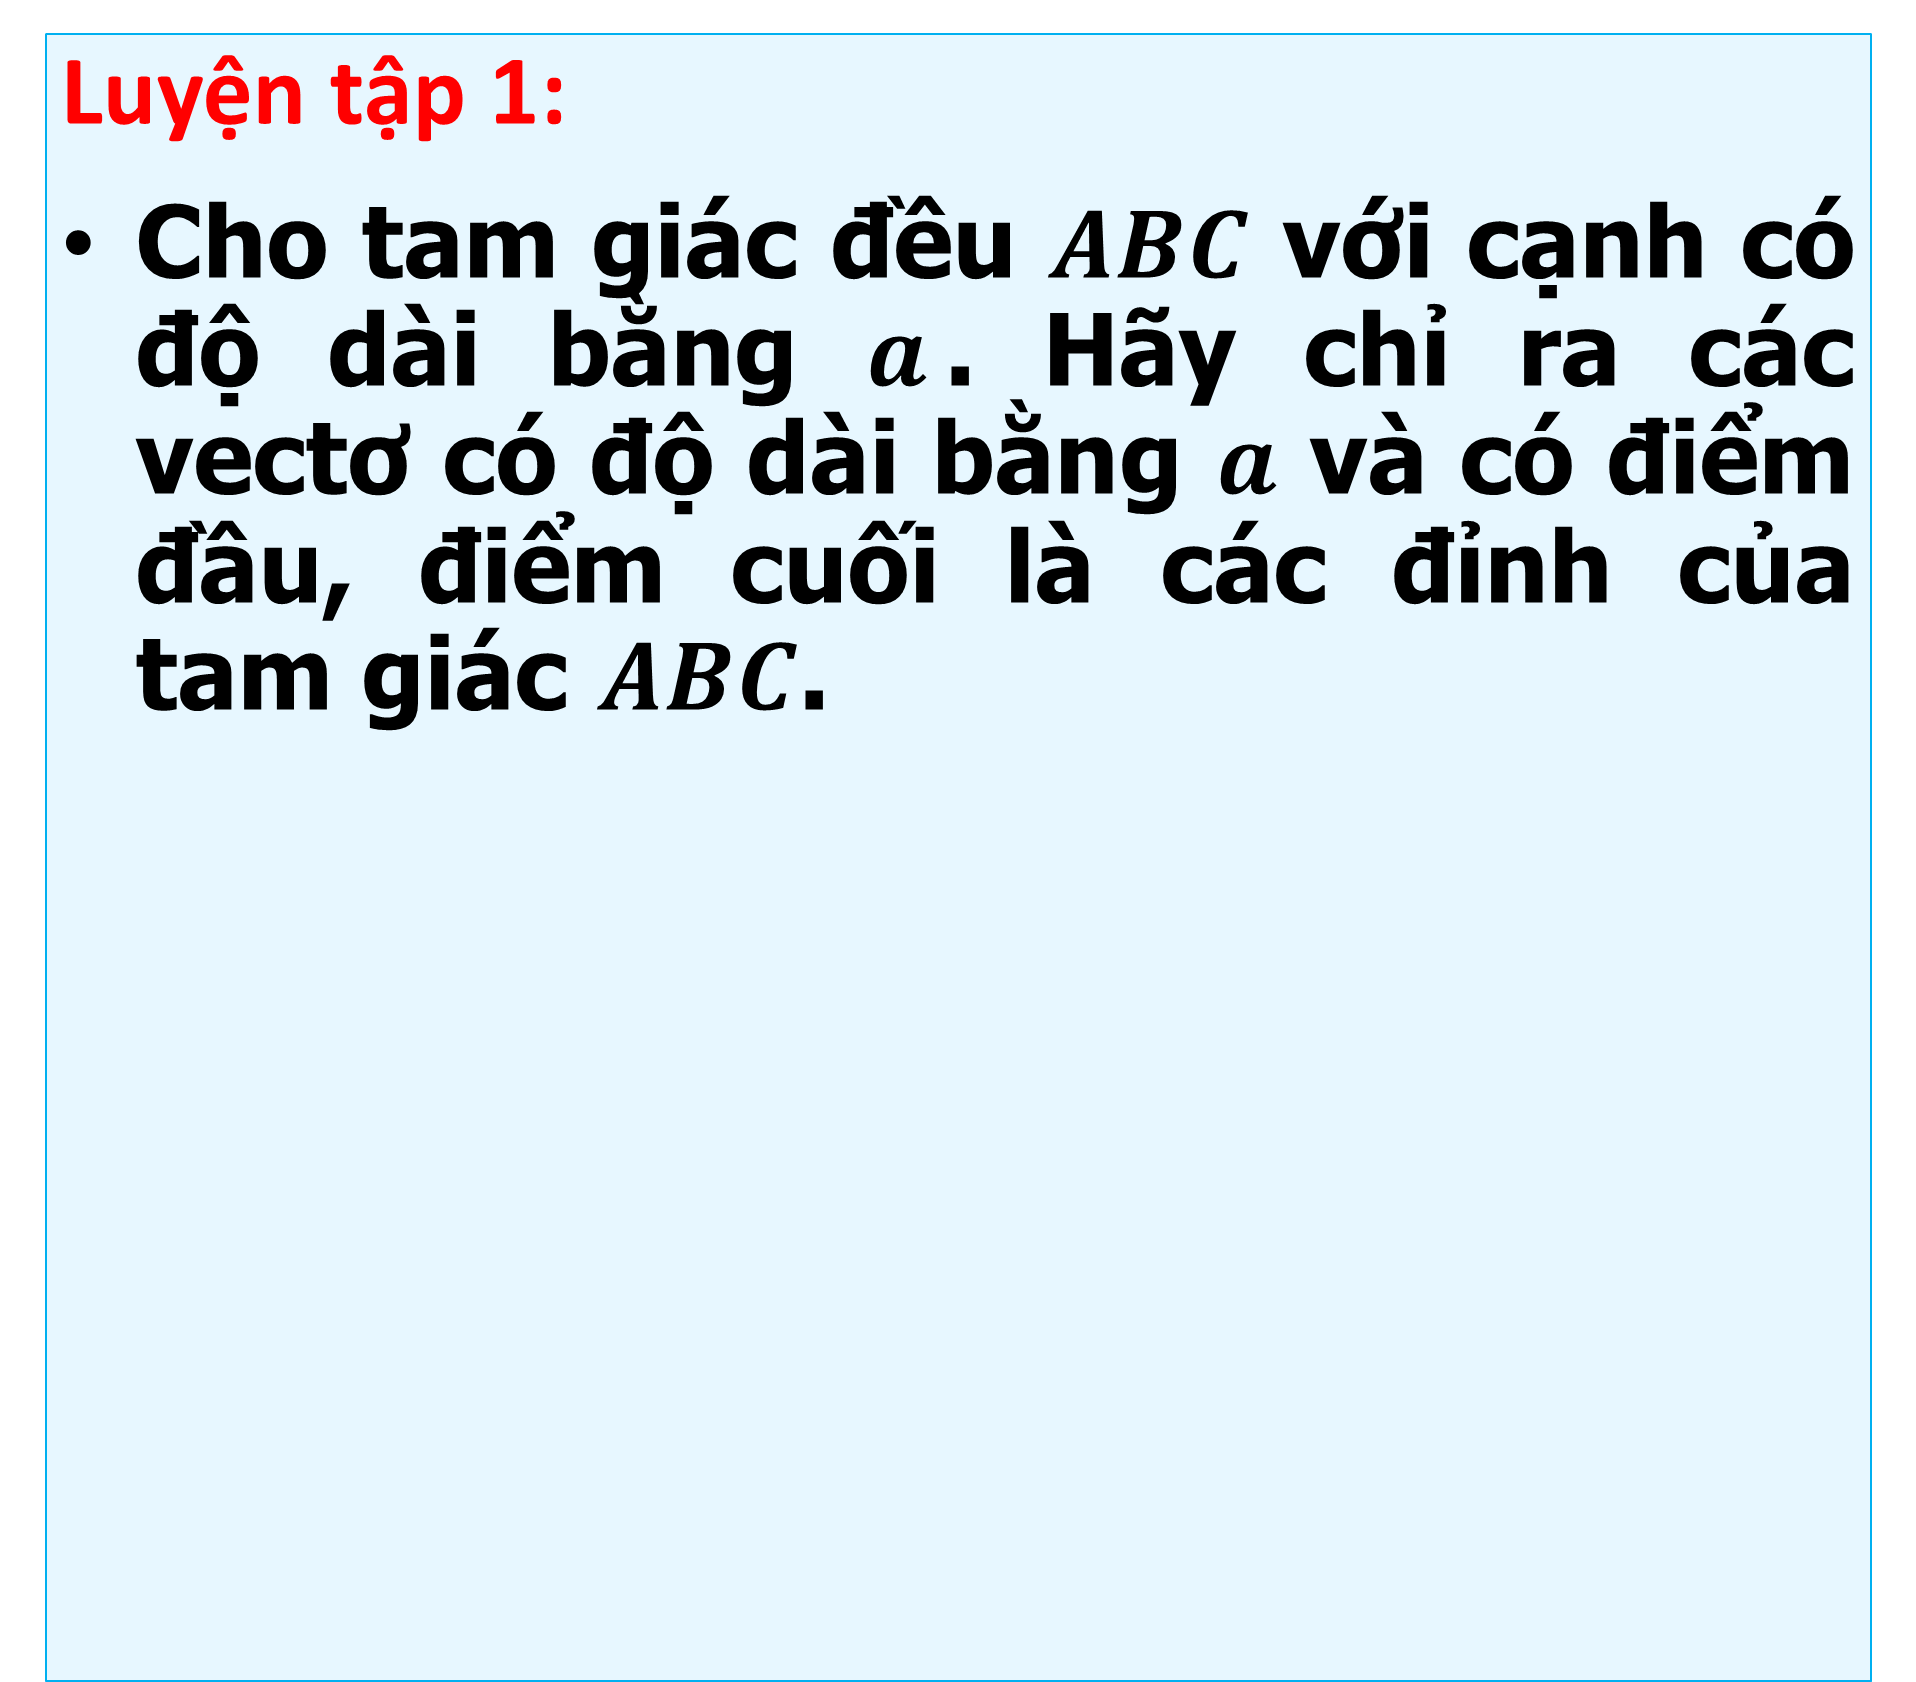 Luyện tập 1:
• Cho tam giác đều ABC với cạnh có
độ dài bằng a. Hãy chỉ ra các
vectơ có độ dài bằng a và có điểm
đầu, điểm cuối là các đỉnh của
tam giác ABC.